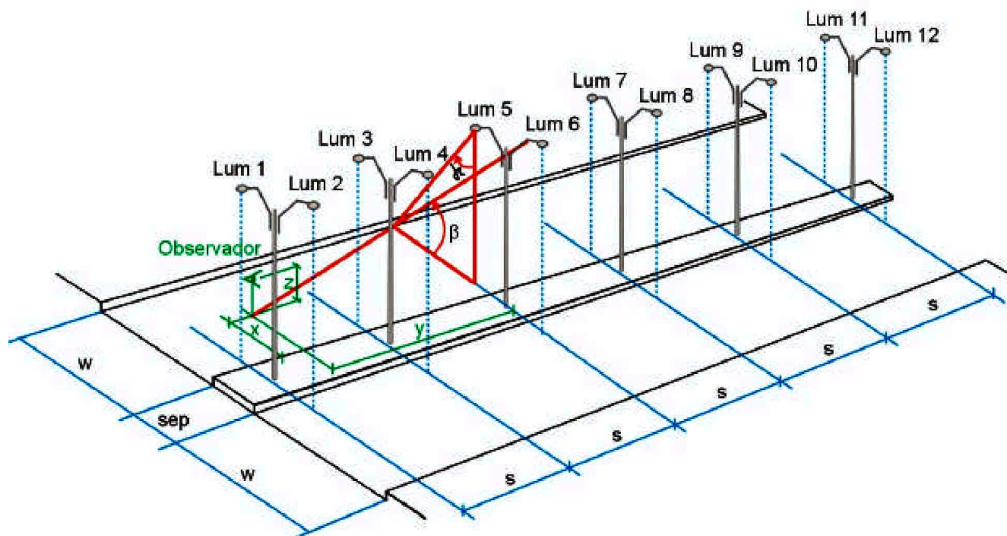 Lum 11
Lum 12
Lum 9
Lum 10
Lum 7
Lum 8
Lum 5
Lum 6
Lum 3
Lum 4
Lum 1
Lum 2
β
Observador
z
x
y
w
sep
w
s
s
s
s
s